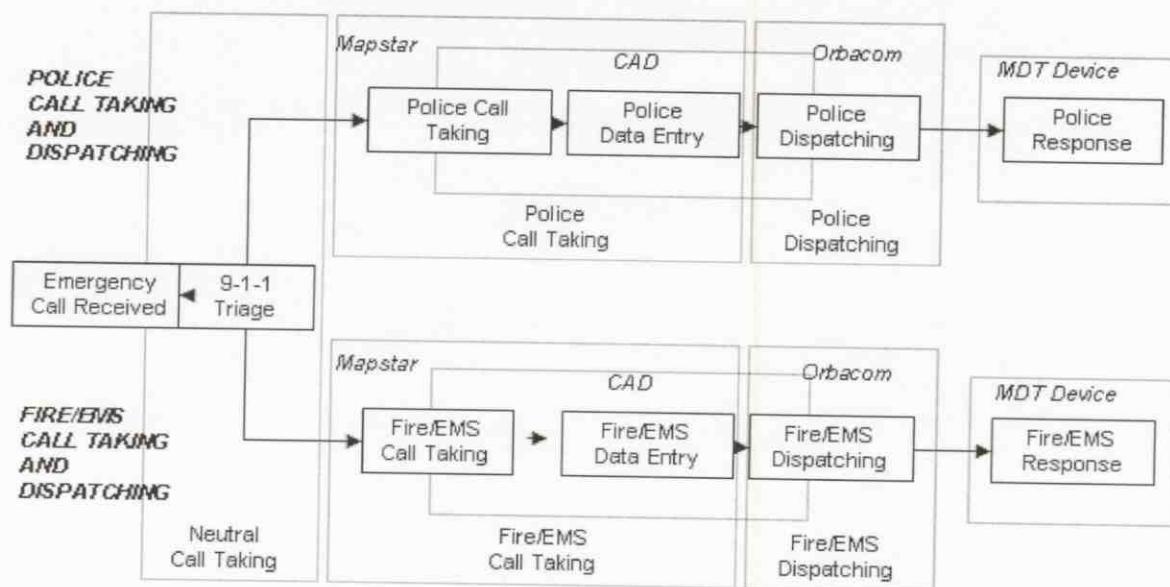 Mapstar
CAD
Orbacom
MDT Device
POLICE
CALL TAKING
AND
DISPATCHING
Police Call
Taking
Police
Data Entry
Police
Dispatching
Police
Response
Police
Call Taking
Police
Dispatching
Emergency
Call Received
9-1-1
Triage
Mapstar
CAD
Orbacom
MDT Device
FIRE/EMS
CALL TAKING
AND
DISPATCHING
Fire/EMS
Call Taking
Fire/EMS
Data Entry
Fire/EMS
Dispatching
Fire/EMS
Response
Neutral
Call Taking
Fire/EMS
Call Taking
Fire/EMS
Dispatching